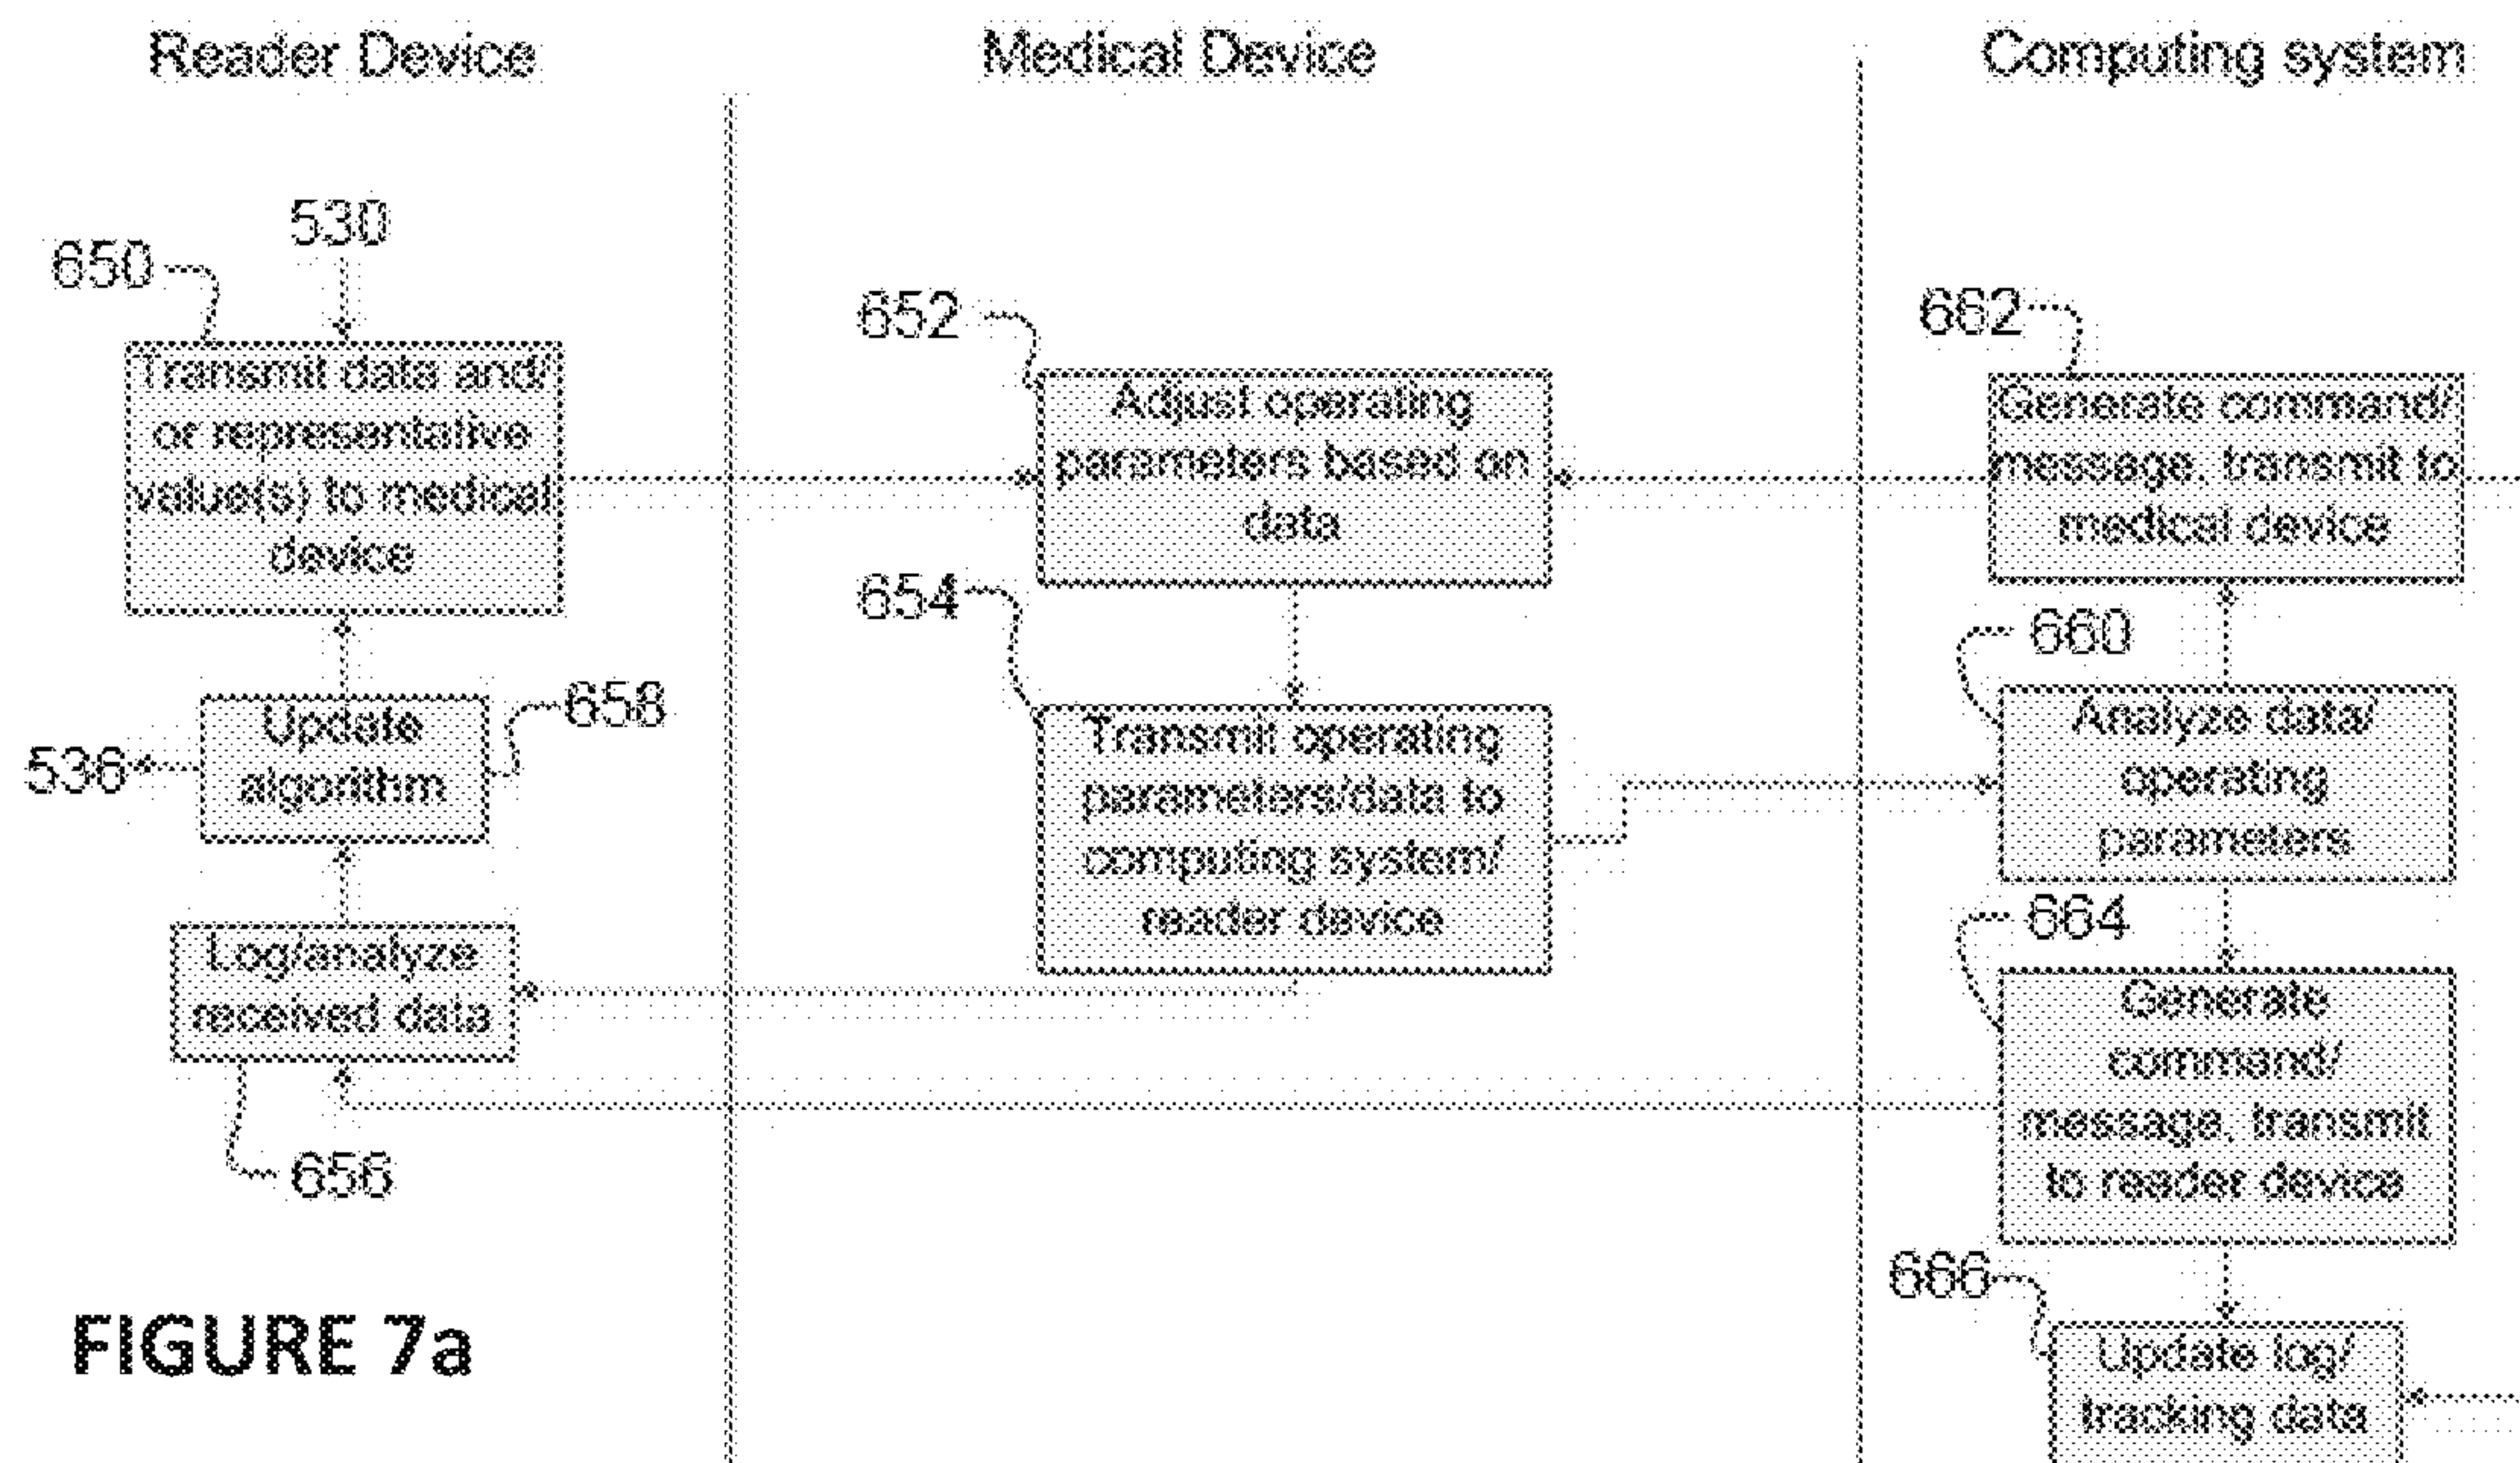 Reader Device
Medical Device
Computing system
530
650
Transmit data and/
or representative
value(s) to medical
device
658
Update
algorithm
536
Log/analyze
received data
656
652
Adjust operating
parameters based on
data
654
Transmit operating
parameters/data to
computing system/
reader device
662
Generate command/
message, transmit to
medical device
660
Analyze data/
operating
parameters
664
Generate
command/
message, transmit
to reader device
666
Update log/
tracking data
FIGURE 7a